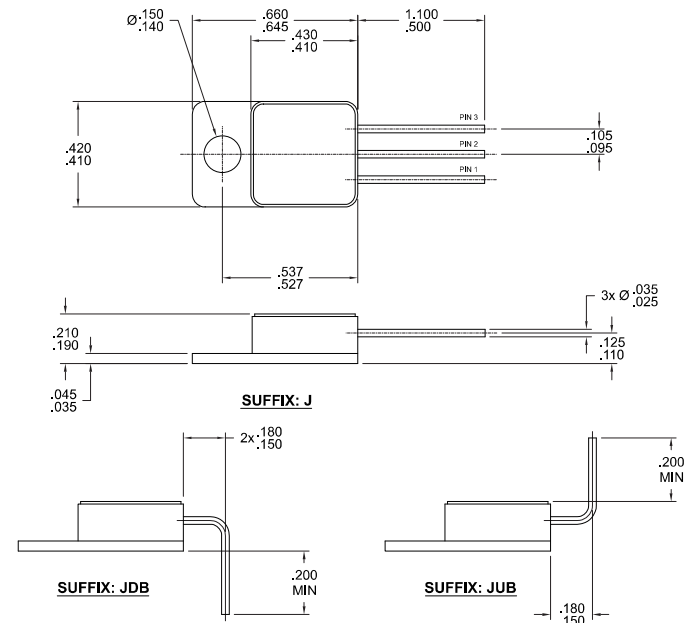 Ø .150
.140
.660
.645
1.100
.500
.430
.410
PIN 3
PIN 2
PIN 1
.105
.095
.420
.410
.537
.527
3x Ø .035
.025
.210
.190
.125
.110
.045
.035
SUFFIX: J
2x .180
.150
.200
MIN
SUFFIX: JDB
.200
MIN
SUFFIX: JUB
.180
.150